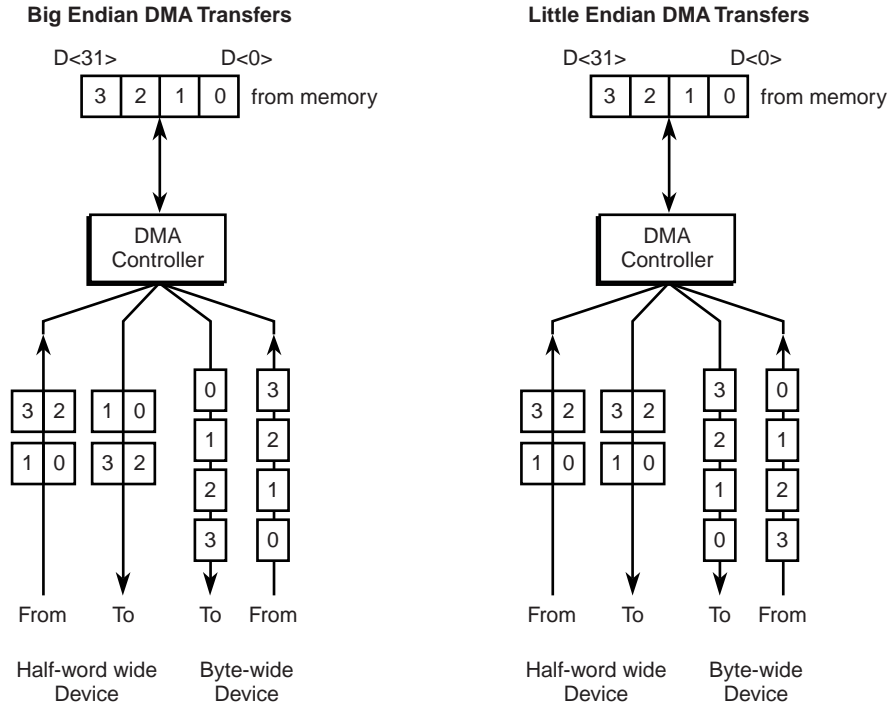 Big Endian DMA Transfers
D<31> D<0>
3 2 1 0 from memory
DMA
Controller
3 2 1 0 0 3
1 0 3 2 1 2
2 1
3 0
From To To From
Half-word wide
Device
Byte-wide
Device
Little Endian DMA Transfers
D<31> D<0>
3 2 1 0 from memory
DMA
Controller
3 2 3 2 3 0
1 0 1 0 2 1
1 2
0 3
From To To From
Half-word wide
Device
Byte-wide
Device